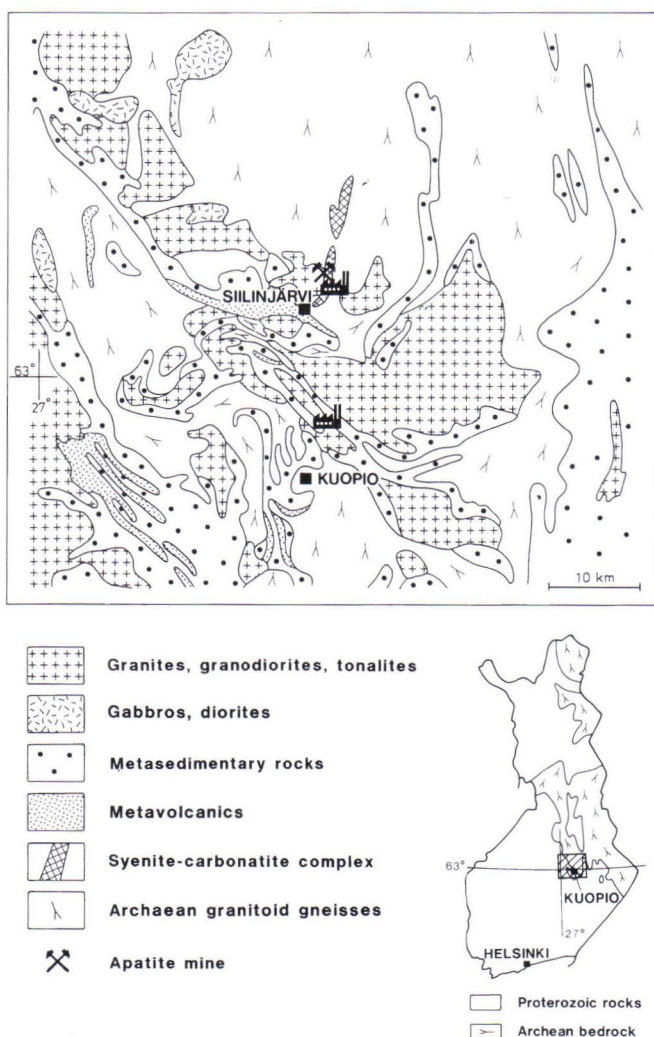 SIILINJÄRVI
63°
27°
KUOPIO
10 km
Granites, granodiorites, tonalites
Gabbros, diorites
Metasedimentary rocks
Metavolcanics
Syenite-carbonatite complex
Archaean granitoid gneisses
Apatite mine
63°
KUOPIO
27°
HELSINKI
Proterozoic rocks
Archean bedrock